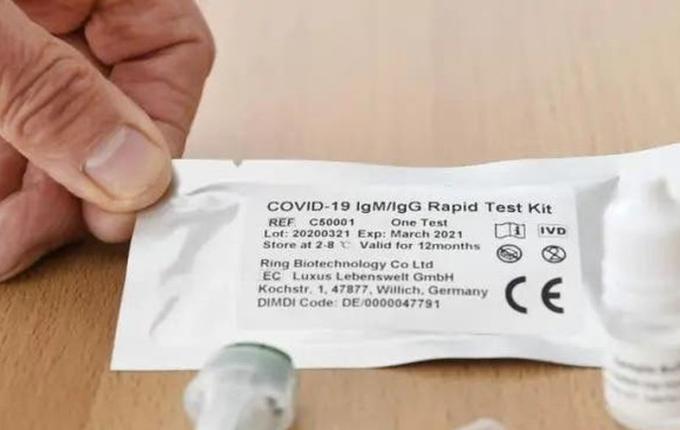 COVID-19 IgM/IgG Rapid Test Kit
REF C50001 One Test
Lot: 20200321 Exp: March 2021
IVD
Store at 2-8 ℃ Valid for 12months
Ring Biotechnology Co Ltd
EC Luxus Lebenswelt GmbH
Kochstr. 1, 47877, Willich, Germany
DIMDI Code: DE/0000047791
CE